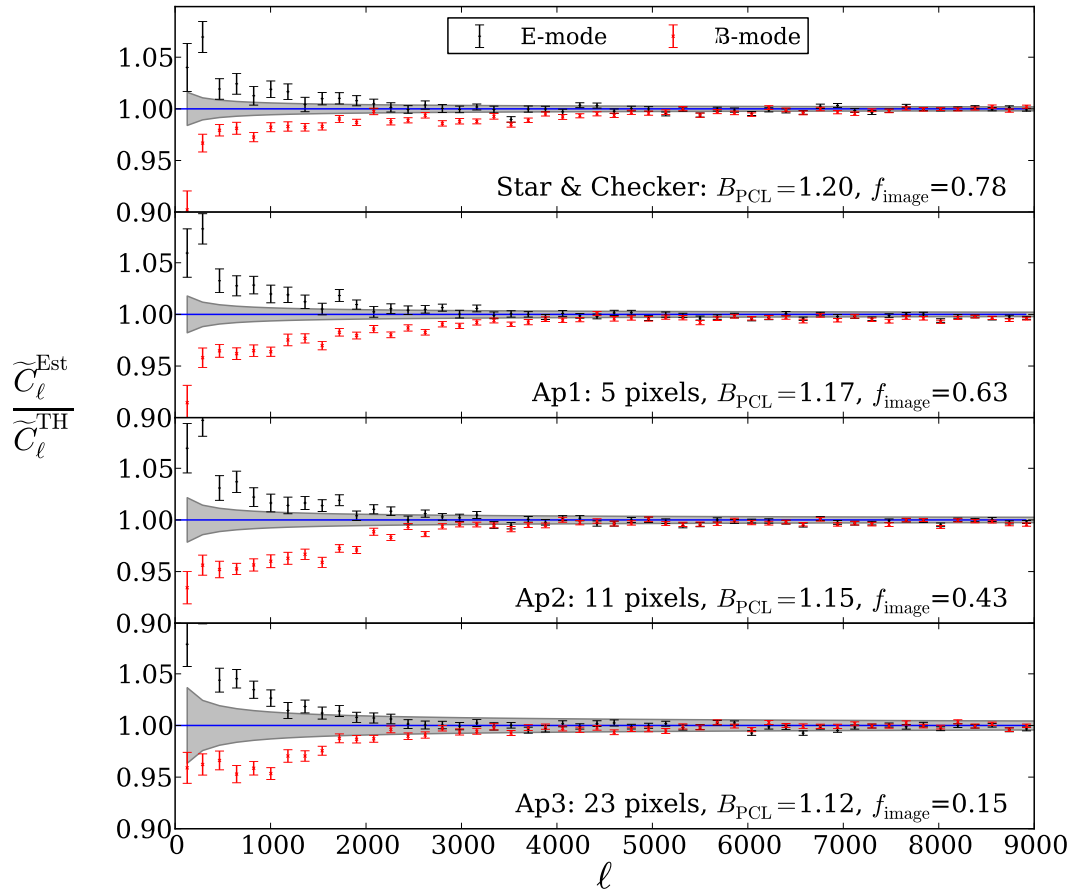 E-mode B-mode
1.05
1.00
0.95
0.90
Star & Checker: B_PCL=1.20, f_image=0.78
1.05
1.00
0.95
0.90
Ap1: 5 pixels, B_PCL=1.17, f_image=0.63
1.05
1.00
0.95
0.90
Ap2: 11 pixels, B_PCL=1.15, f_image=0.43
1.05
1.00
0.95
0.90
Ap3: 23 pixels, B_PCL=1.12, f_image=0.15
0 1000 2000 3000 4000 5000 6000 7000 8000 9000
ℓ
C̃_ℓ^Est
C̃_ℓ^TH